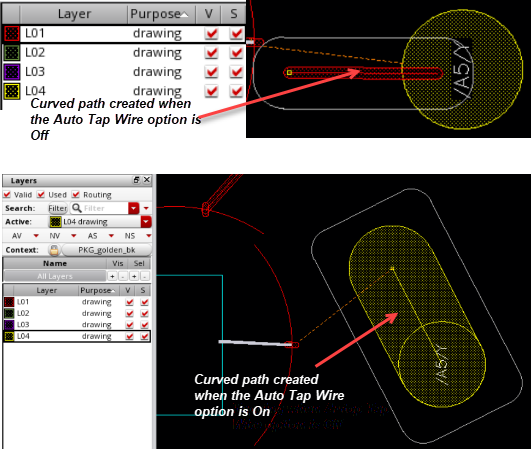 Layer Purpose V S
L01 drawing
L02 drawing
L03 drawing
L04 drawing
Curved path created when
the Auto Tap Wire option is
Off
/A5/Y
Layers
Valid Used Routing
Search: Filter Filter
Active: L04 drawing
AV NV AS NS
Context: PKG_golden_bk
Name Vis Sel
All Layers + - + -
Layer Purpose V S
L01 drawing
L02 drawing
L03 drawing
L04 drawing
/A5/Y
Curved path created
when the Auto Tap Wire
option is On